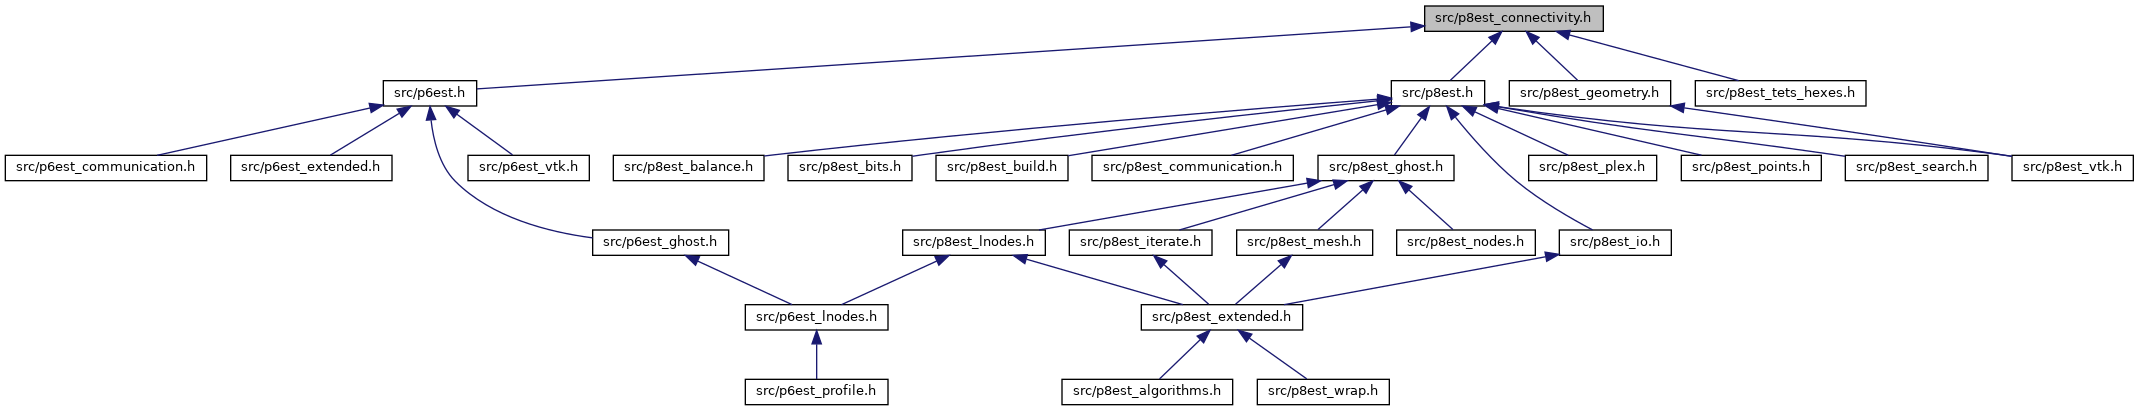 src/p8est_connectivity.h
src/p6est.h
src/p8est.h
src/p8est_geometry.h
src/p8est_tets_hexes.h
src/p6est_communication.h
src/p6est_extended.h
src/p6est_vtk.h
src/p8est_balance.h
src/p8est_bits.h
src/p8est_build.h
src/p8est_communication.h
src/p8est_ghost.h
src/p8est_plex.h
src/p8est_points.h
src/p8est_search.h
src/p8est_vtk.h
src/p6est_ghost.h
src/p8est_lnodes.h
src/p8est_iterate.h
src/p8est_mesh.h
src/p8est_nodes.h
src/p8est_io.h
src/p6est_lnodes.h
src/p8est_extended.h
src/p6est_profile.h
src/p8est_algorithms.h
src/p8est_wrap.h